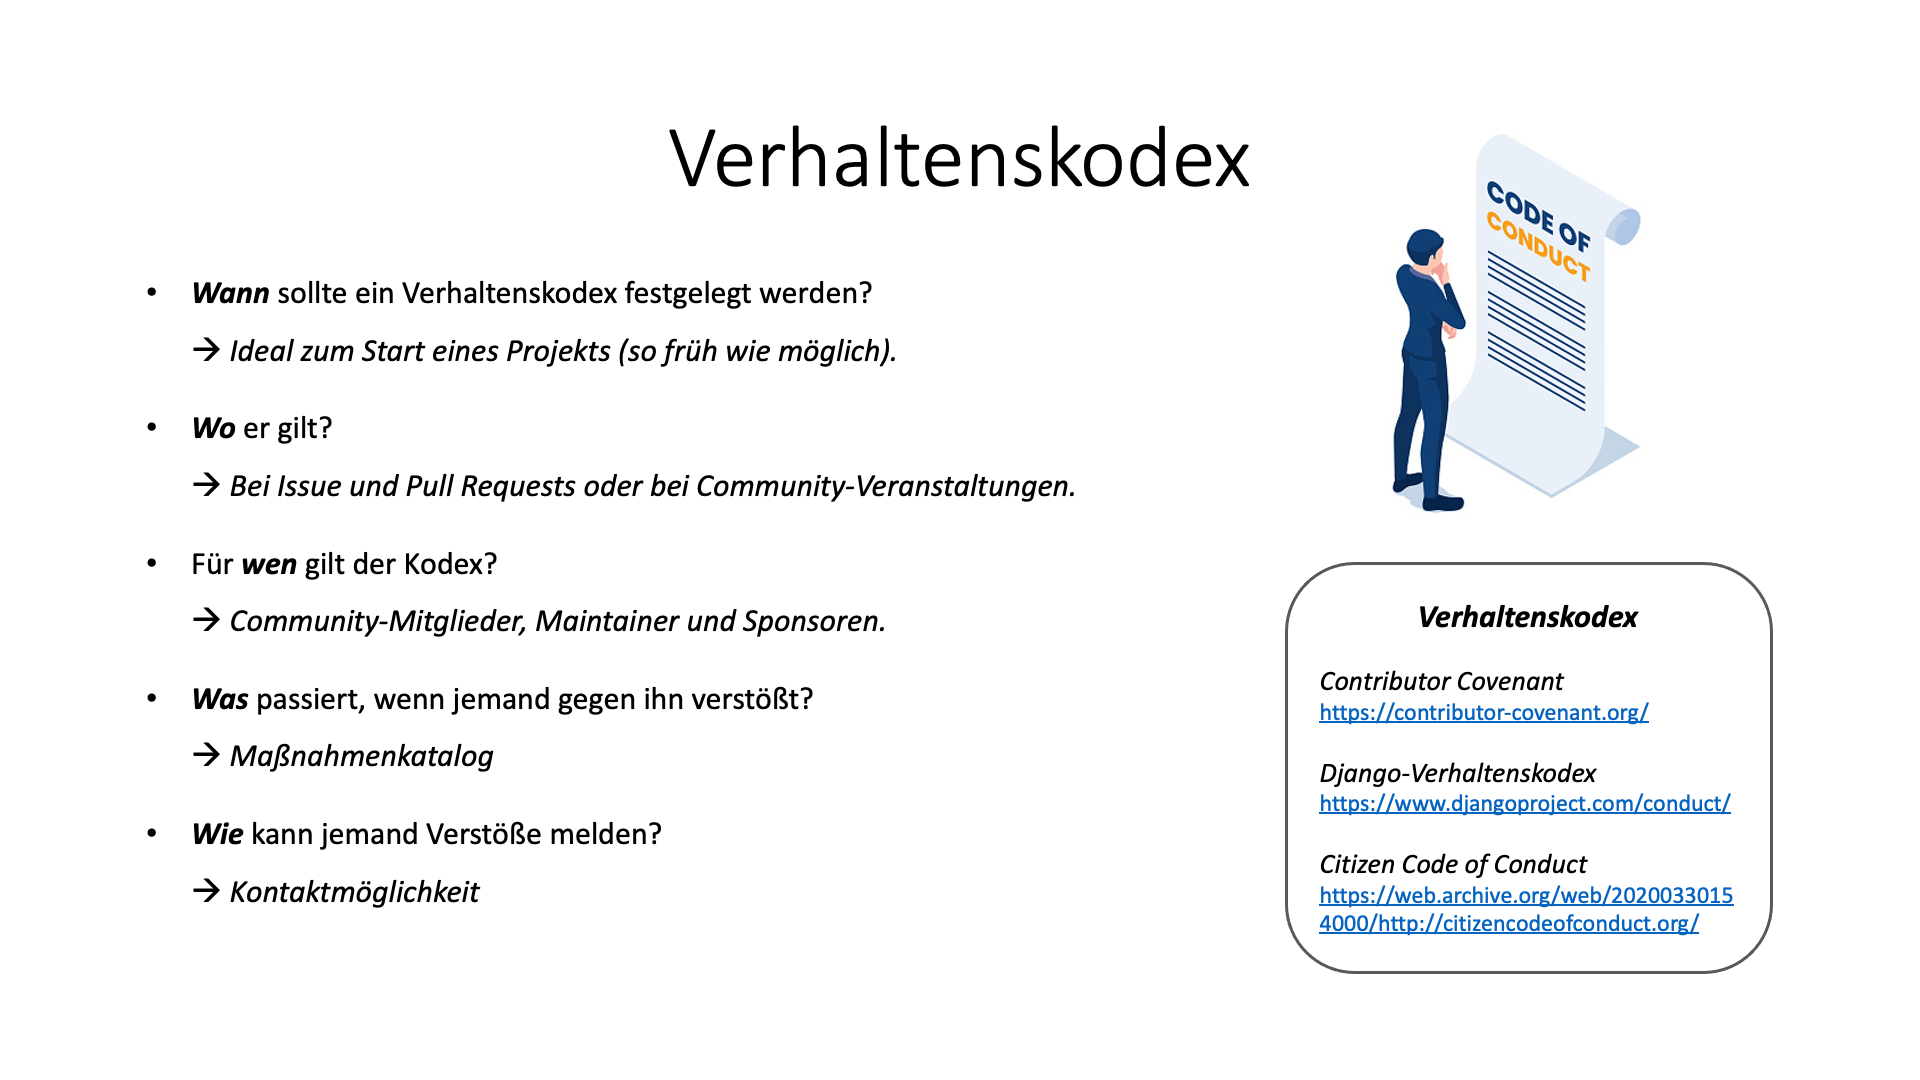 Verhaltenskodex
CODE OF
CONDUCT
• Wann sollte ein Verhaltenskodex festgelegt werden?
→ Ideal zum Start eines Projekts (so früh wie möglich).
• Wo er gilt?
→ Bei Issue und Pull Requests oder bei Community-Veranstaltungen.
• Für wen gilt der Kodex?
→ Community-Mitglieder, Maintainer und Sponsoren.
• Was passiert, wenn jemand gegen ihn verstößt?
→ Maßnahmenkatalog
• Wie kann jemand Verstöße melden?
→ Kontaktmöglichkeit
Verhaltenskodex
Contributor Covenant
https://contributor-covenant.org/
Django-Verhaltenskodex
https://www.djangoproject.com/conduct/
Citizen Code of Conduct
https://web.archive.org/web/2020033015
4000/http://citizencodeofconduct.org/